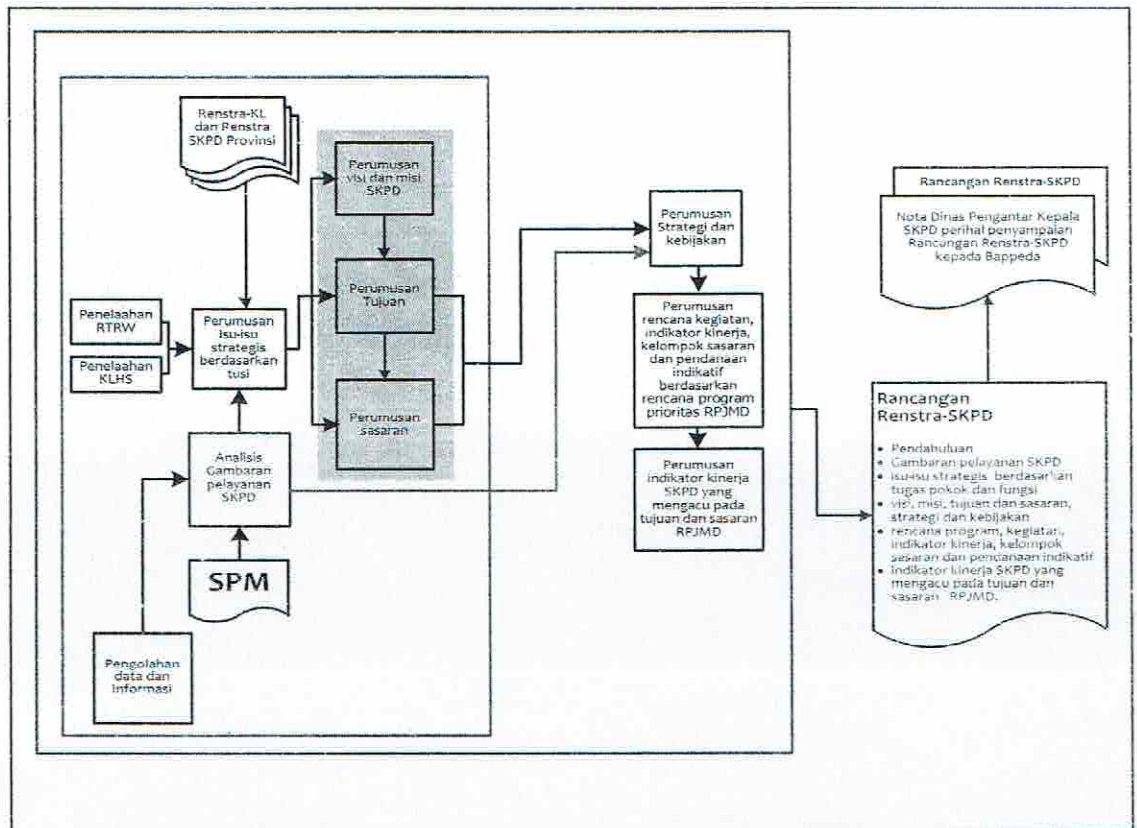 Renstra-KL
dan Renstra
SKPD Provinsi
Perumusan
visi dan misi
SKPD
Perumusan
Tujuan
Perumusan
sasaran
Penelaahan
RTRW
Penelaahan
KLHS
Perumusan
isu-isu
strategis
berdasarkan
tusi
Analisis
Gambaran
pelayanan
SKPD
SPM
Pengolahan
data dan
informasi
Perumusan
Strategi dan
kebijakan
Perumusan
rencana kegiatan,
indikator kinerja,
kelompok sasaran
dan pendanaan
indikatif
berdasarkan
rencana program
prioritas RPJMD
Perumusan
indikator kinerja
SKPD yang
mengacu pada
tujuan dan sasaran
RPJMD
Rancangan Renstra-SKPD
Nota Dinas Pengantar Kepala
SKPD perihal penyampaian
Rancangan Renstra-SKPD
kepada Bappeda
Rancangan
Renstra-SKPD
• Pendahuluan
• Gambaran pelayanan SKPD
• isu-isu strategis berdasarkan
tugas pokok dan fungsi
• visi, misi, tujuan dan sasaran,
strategi dan kebijakan
• rencana program, kegiatan,
indikator kinerja, kelompok
sasaran dan pendanaan indikatif
• indikator kinerja SKPD yang
mengacu pada tujuan dan
sasaran RPJMD.